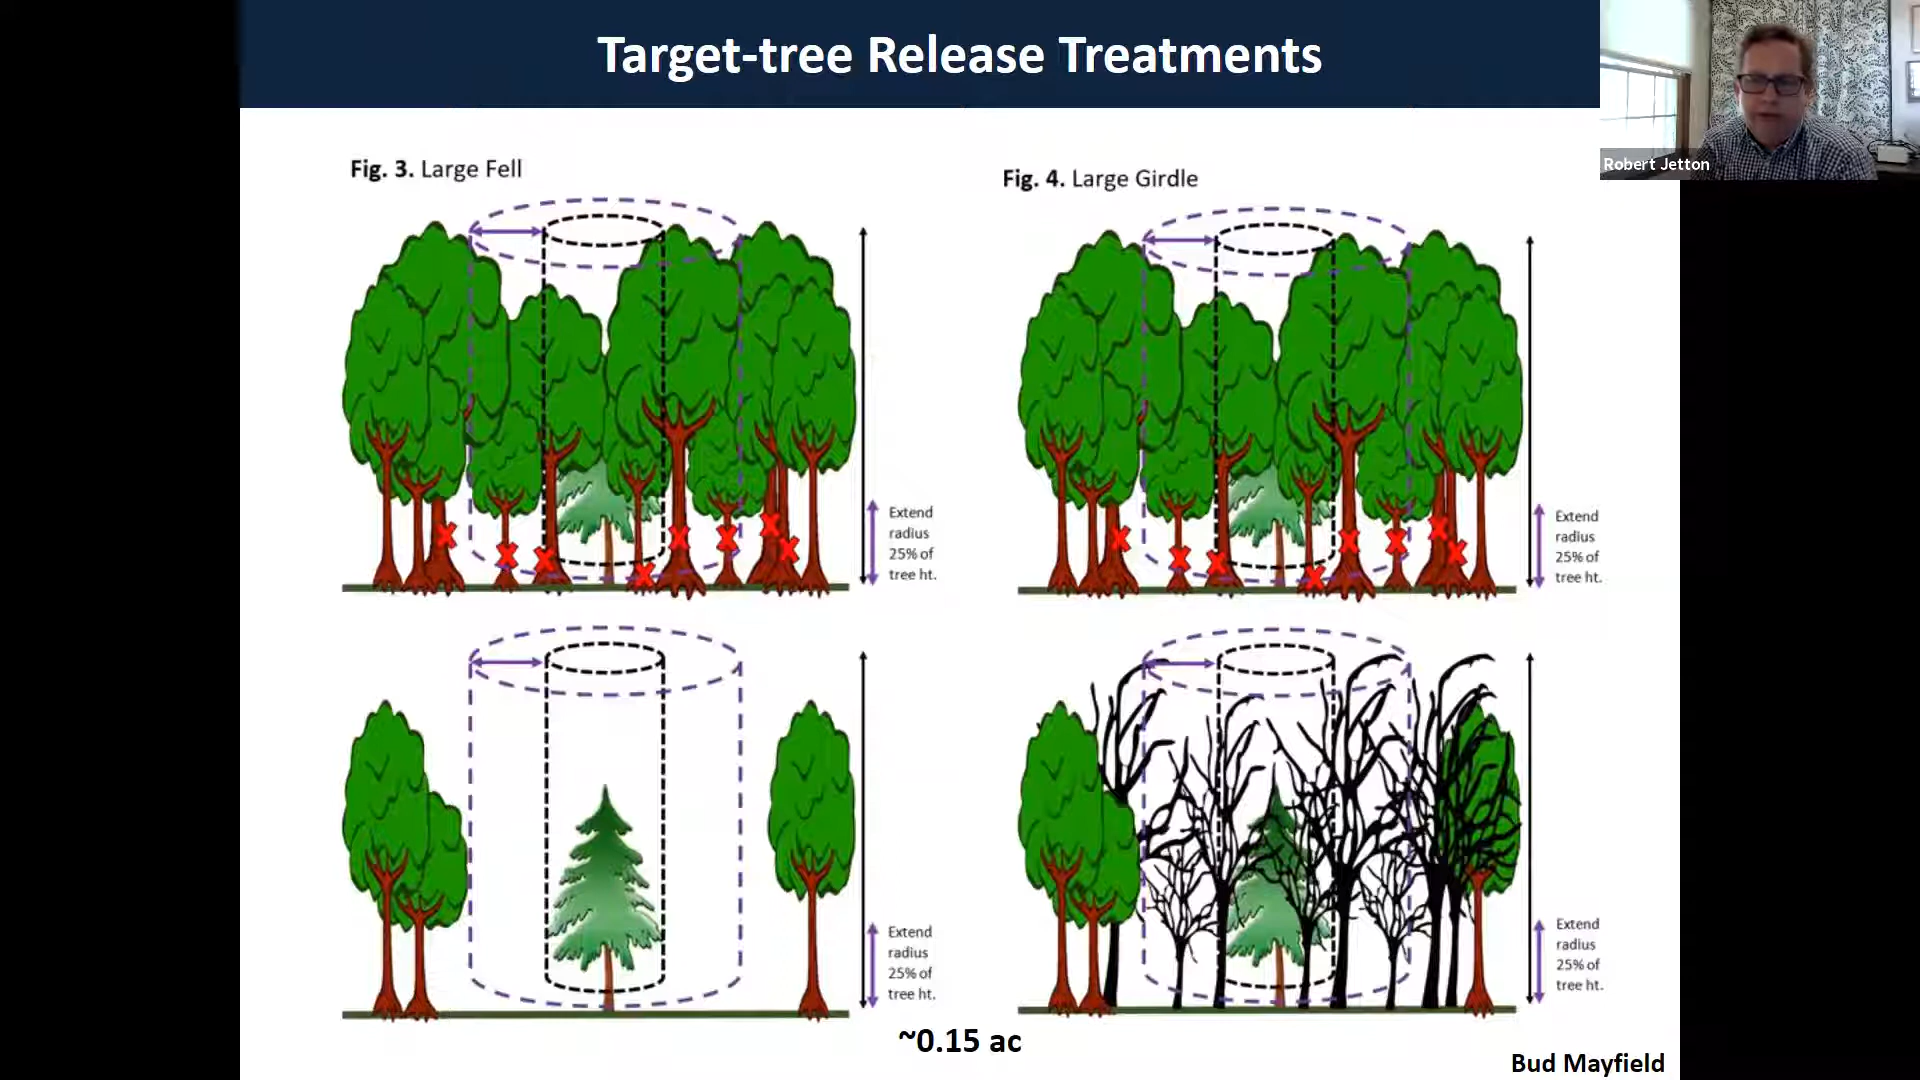 Target-tree Release Treatments
Robert Jetton
Fig. 3. Large Fell
Extend
radius
25% of
tree ht.
Fig. 4. Large Girdle
Extend
radius
25% of
tree ht.
Extend
radius
25% of
tree ht.
Extend
radius
25% of
tree ht.
~0.15 ac
Bud Mayfield